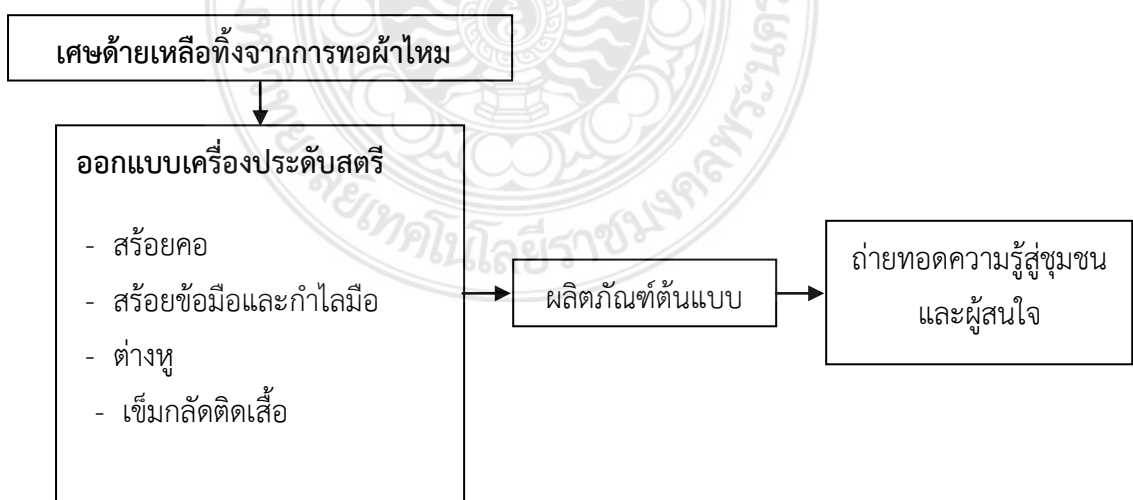 เศษด้ายเหลือทิ้งจากการทอผ้าไหม
ออกแบบเครื่องประดับสตรี
- สร้อยคอ
- สร้อยข้อมือและกำไลมือ
- ต่างหู
- เข็มกลัดติดเสื้อ
ผลิตภัณฑ์ต้นแบบ
ถ่ายทอดความรู้สู่ชุมชน
และผู้สนใจ